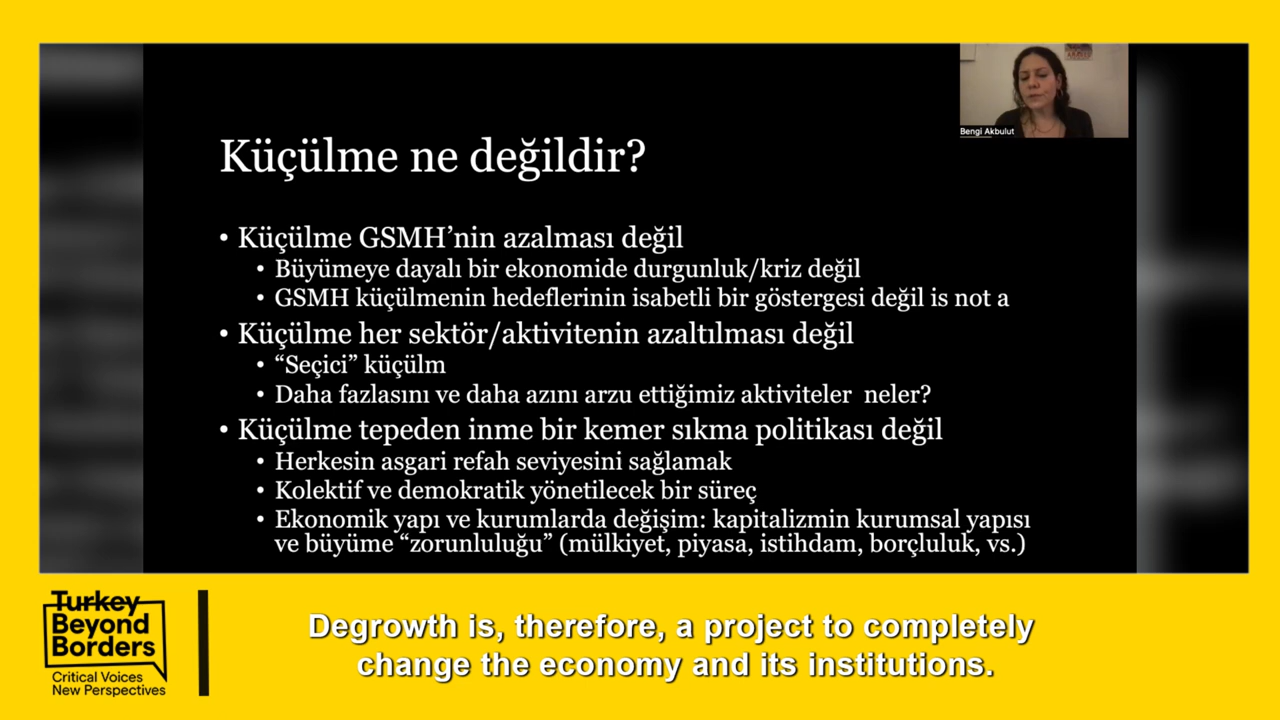 Bengi Akbulut
Küçülme ne değildir?
• Küçülme GSMH’nin azalması değil
• Büyümeye dayalı bir ekonomide durgunluk/kriz değil
• GSMH küçülmenin hedeflerinin isabetli bir göstergesi değil is not a
• Küçülme her sektör/aktivitenin azaltılması değil
• “Seçici” küçülm
• Daha fazlasını ve daha azını arzu ettiğimiz aktiviteler neler?
• Küçülme tepeden inme bir kemer sıkma politikası değil
• Herkesin asgari refah seviyesini sağlamak
• Kolektif ve demokratik yönetilecek bir süreç
• Ekonomik yapı ve kurumlarda değişim: kapitalizmin kurumsal yapısı
ve büyüme “zorunluluğu” (mülkiyet, piyasa, istihdam, borçluluk, vs.)
Turkey
Beyond
Borders
Critical Voices
New Perspectives
Degrowth is, therefore, a project to completely
change the economy and its institutions.